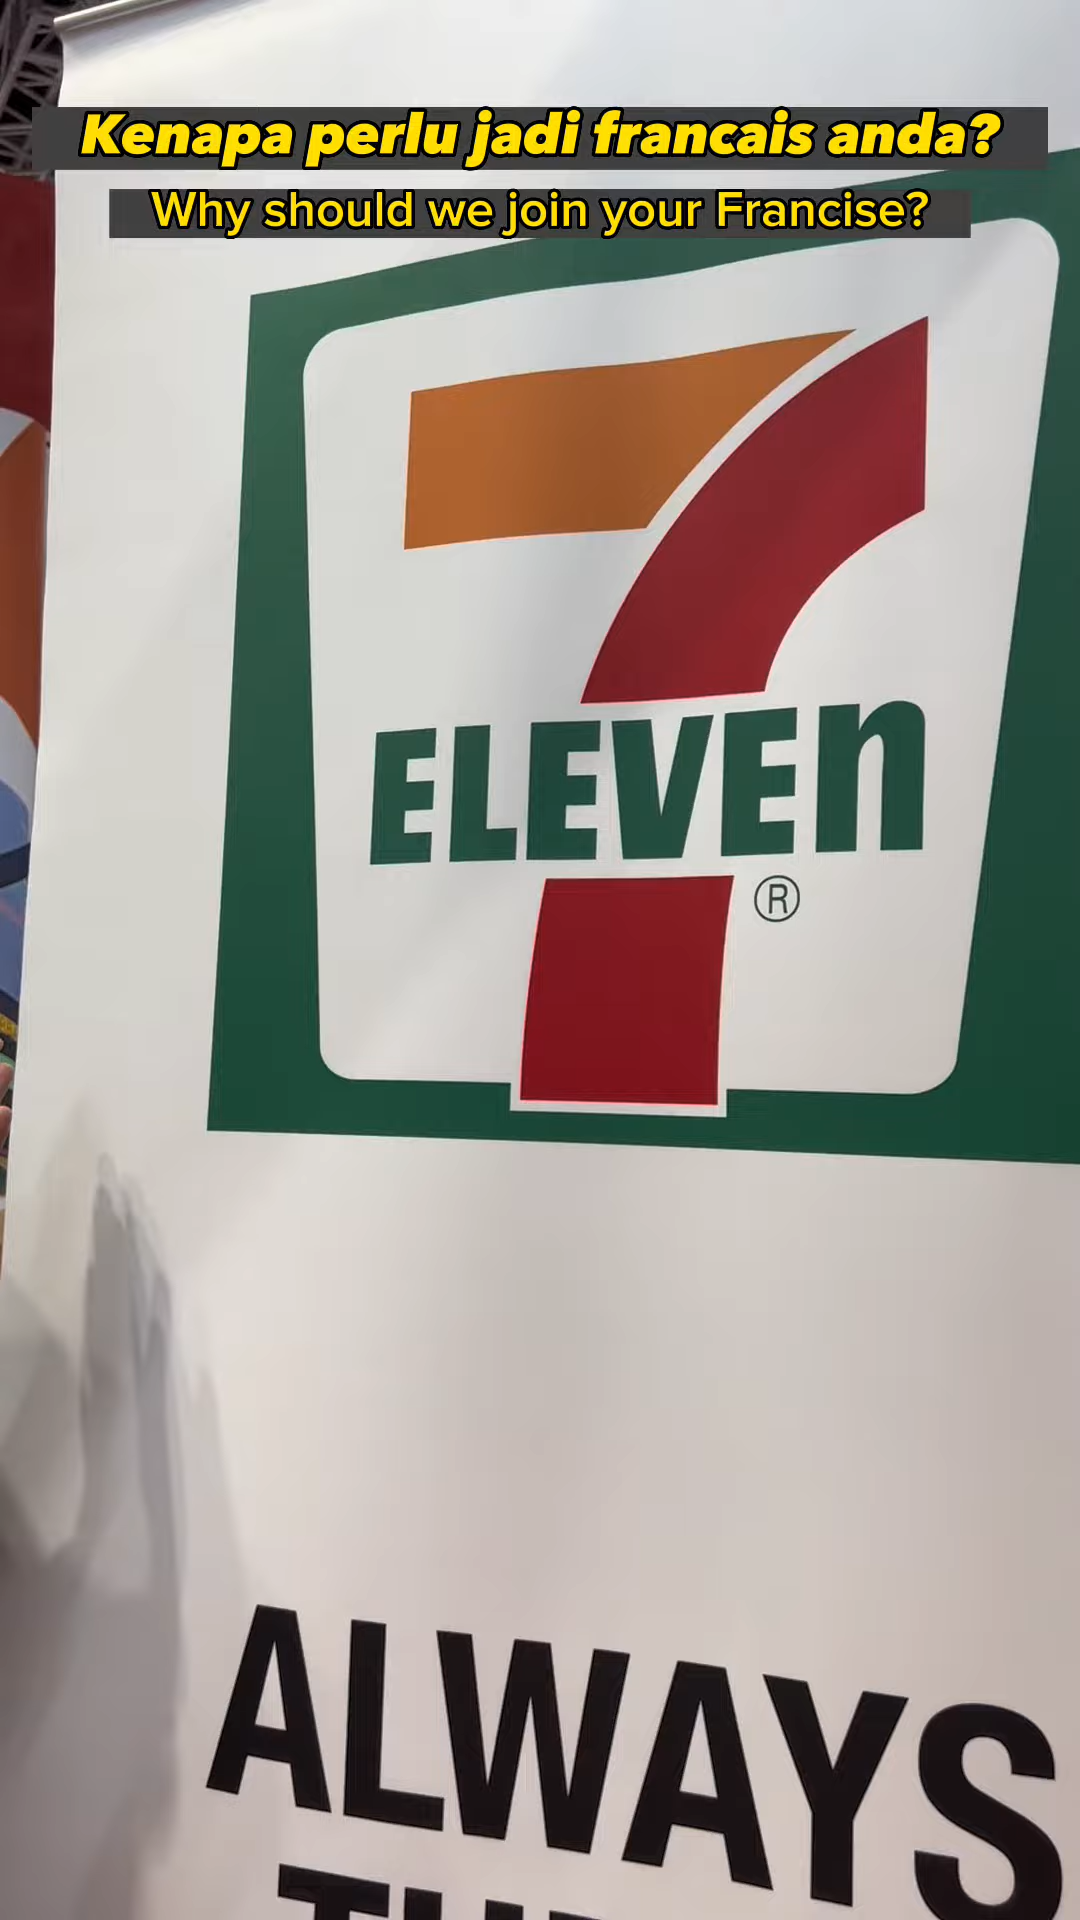 Kenapa perlu jadi francais anda?
Why should we join your Francise?
7
ELEVEn
®
ALWAYS